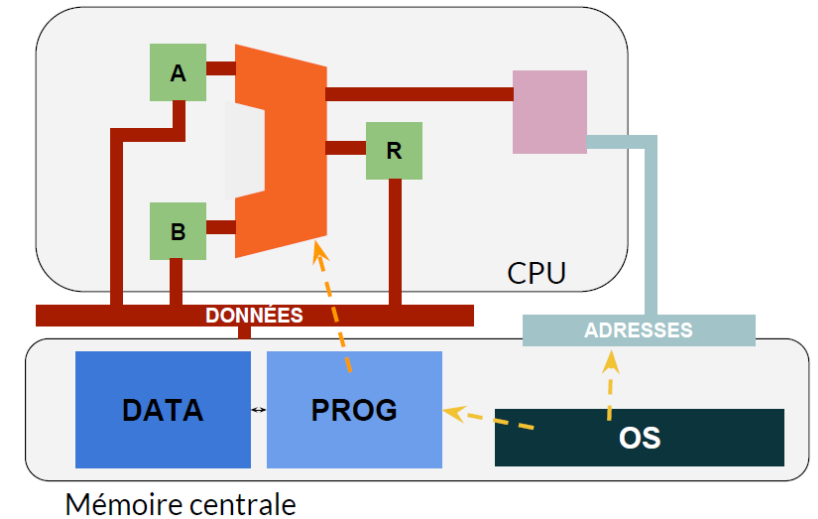 A
R
B
CPU
DONNÉES
ADRESSES
DATA
PROG
OS
Mémoire centrale